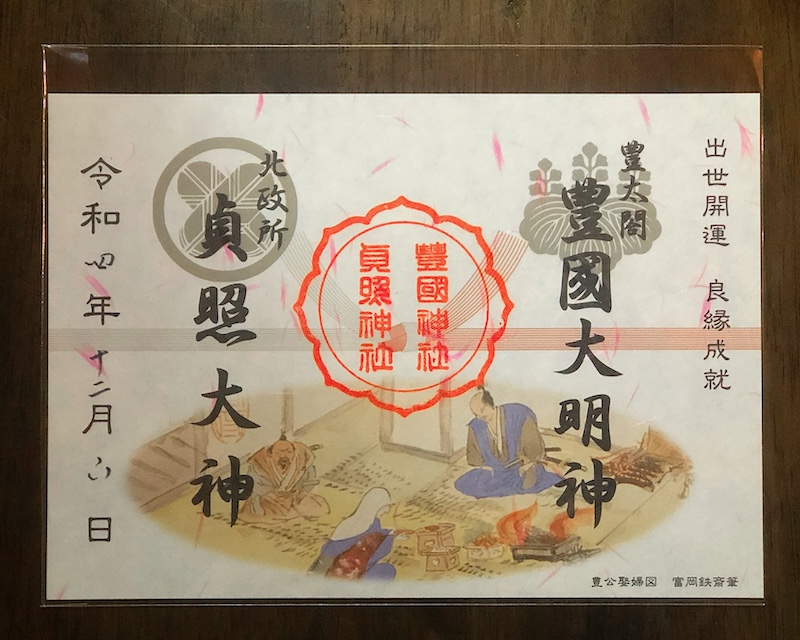 出世開運　良縁成就
豊太閤
豊國大明神
豐國神社
貞照神社
北政所
貞照大神
令和四年十二月六日
豊公娶婦図　富岡鉄斎筆